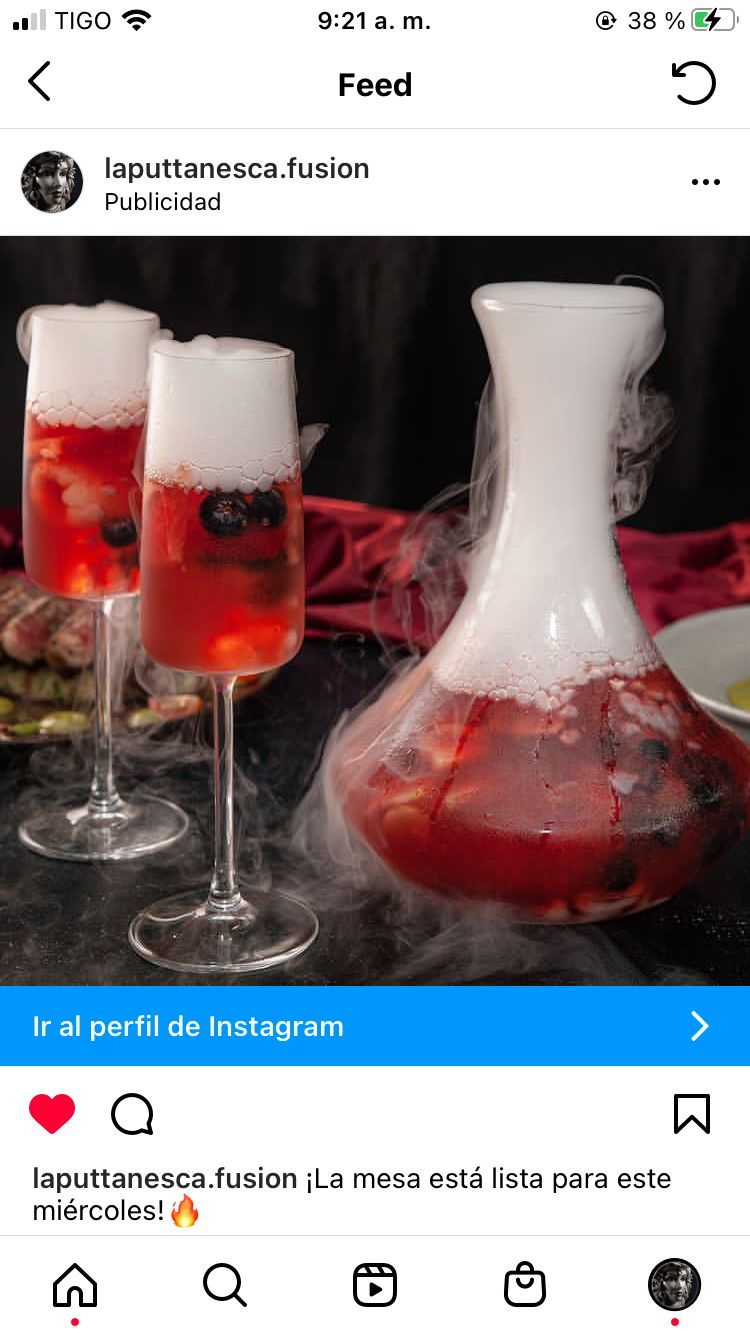 TIGO 9:21 a. m. 38 %
Feed
laputtanesca.fusion
Publicidad
Ir al perfil de Instagram
laputtanesca.fusion ¡La mesa está lista para este
miércoles!🔥